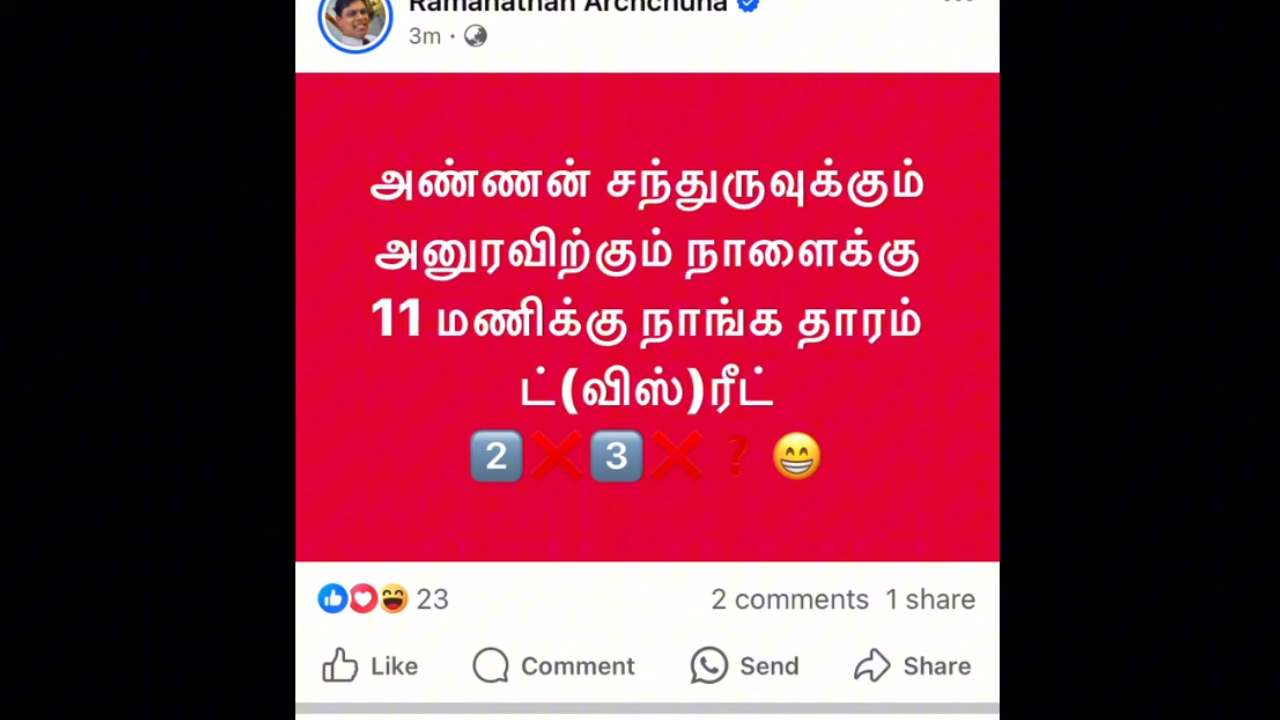 Ramanathan Archchuna
3m ·
அண்ணன் சந்துருவுக்கும்
அனுரவிற்கும் நாளைக்கு
11 மணிக்கு நாங்க தாரம்
ட்(விஸ்)ரீட்
2️⃣❌3️⃣❌❓😁
23
2 comments 1 share
Like Comment Send Share